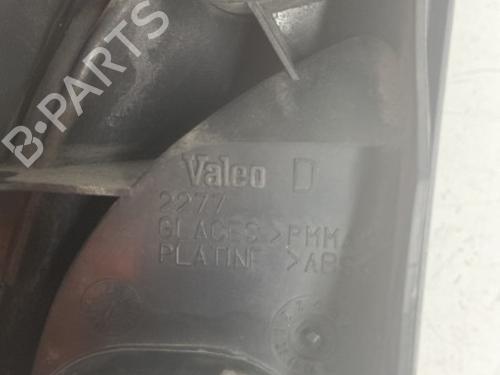 B-PARTS
Valeo D
2277
GLACES >PMMA
PLATINE >ABS